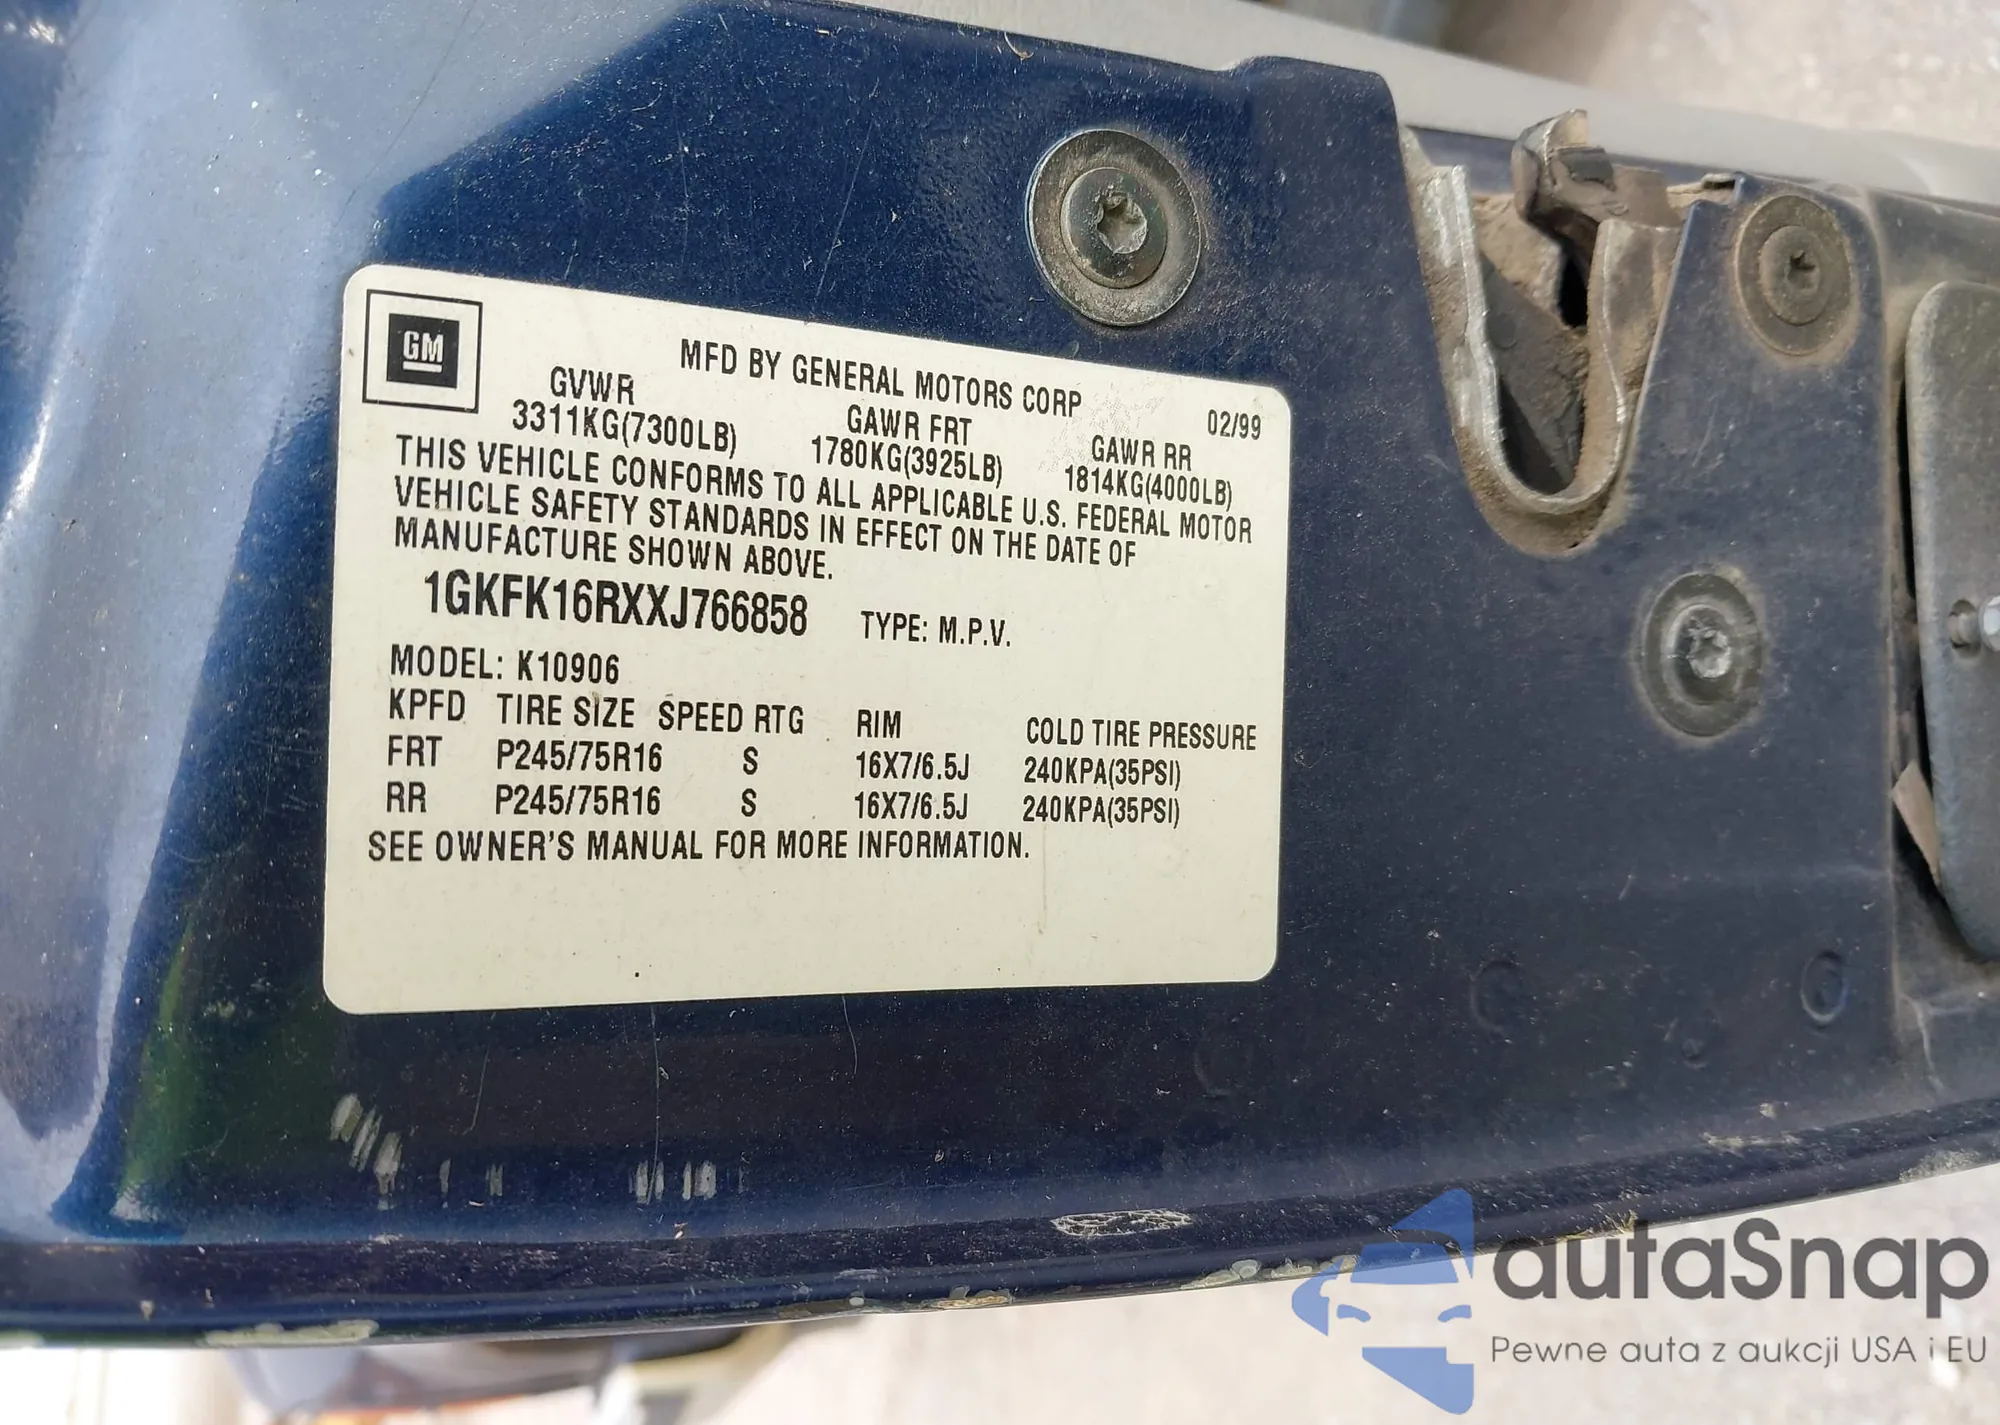 GM
MFD BY GENERAL MOTORS CORP 02/99
GVWR GAWR FRT GAWR RR
3311KG(7300LB) 1780KG(3925LB) 1814KG(4000LB)
THIS VEHICLE CONFORMS TO ALL APPLICABLE U.S. FEDERAL MOTOR
VEHICLE SAFETY STANDARDS IN EFFECT ON THE DATE OF
MANUFACTURE SHOWN ABOVE.
1GKFK16RXXJ766858 TYPE: M.P.V.
MODEL: K10906
KPFD TIRE SIZE SPEED RTG RIM COLD TIRE PRESSURE
FRT P245/75R16 S 16X7/6.5J 240KPA(35PSI)
RR P245/75R16 S 16X7/6.5J 240KPA(35PSI)
SEE OWNER'S MANUAL FOR MORE INFORMATION.
autaSnap
Pewne auta z aukcji USA i EU